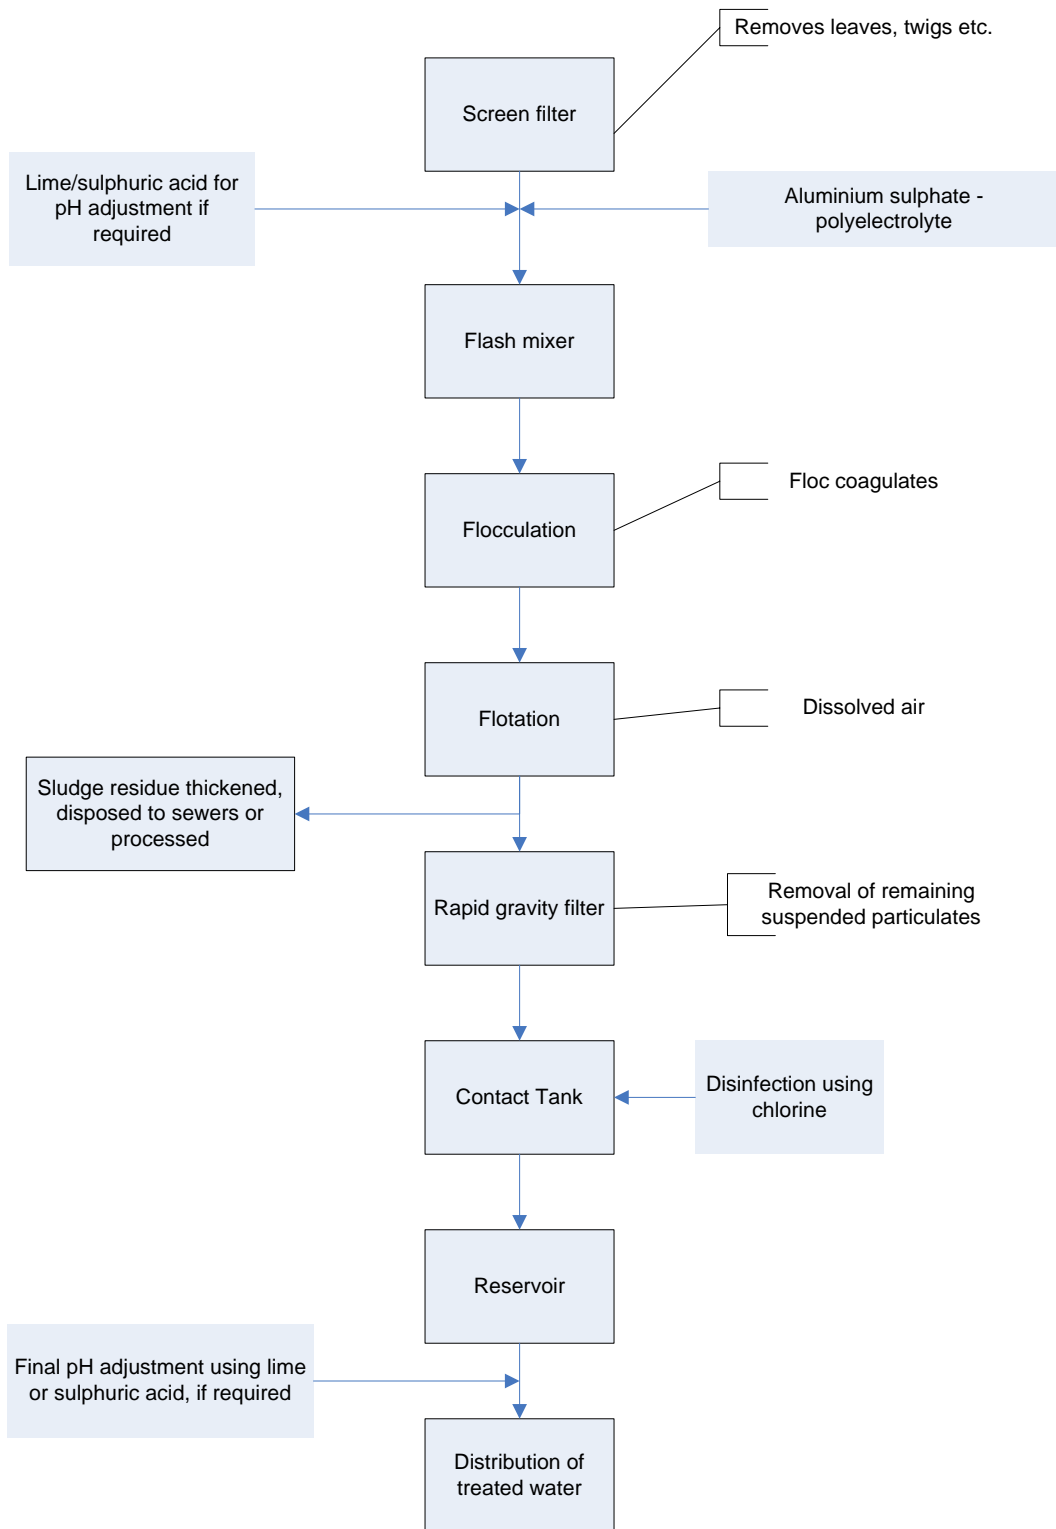 Removes leaves, twigs etc.
Screen filter
Lime/sulphuric acid for
pH adjustment if
required
Aluminium sulphate -
polyelectrolyte
Flash mixer
Floc coagulates
Flocculation
Dissolved air
Flotation
Sludge residue thickened,
disposed to sewers or
processed
Rapid gravity filter
Removal of remaining
suspended particulates
Contact Tank
Disinfection using
chlorine
Reservoir
Final pH adjustment using lime
or sulphuric acid, if required
Distribution of
treated water